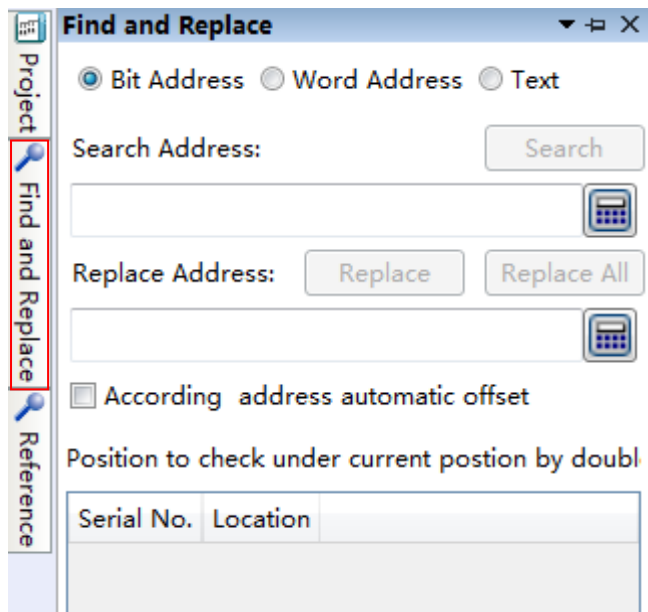 Project
Find and Replace
Reference
Find and Replace
Bit Address Word Address Text
Search Address: Search
Replace Address: Replace Replace All
According address automatic offset
Position to check under current postion by doubl
Serial No. Location